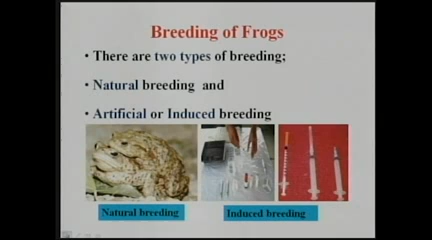 Breeding of Frogs
• There are two types of breeding;
• Natural breeding and
• Artificial or Induced breeding
Natural breeding
Induced breeding